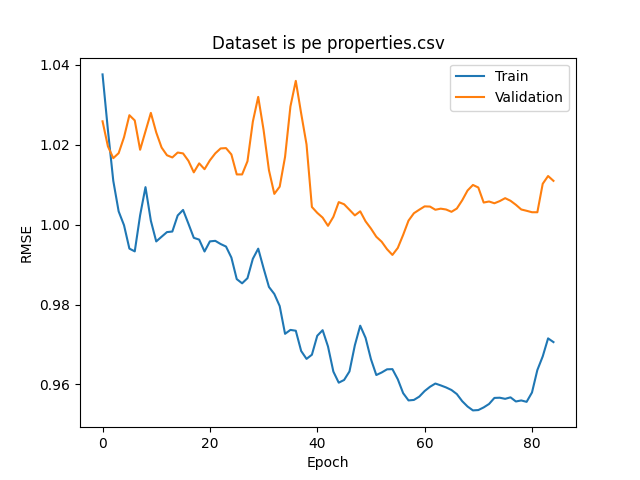 Dataset is pe properties.csv
1.04
1.02
1.00
0.98
0.96
RMSE
Train
Validation
0 20 40 60 80
Epoch